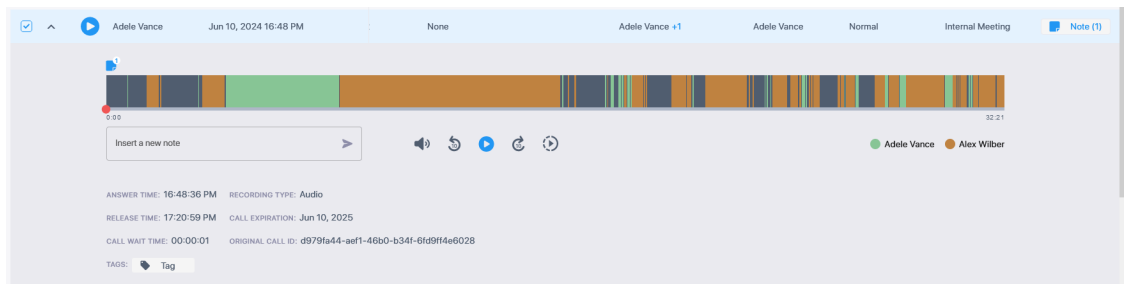 Adele Vance Jun 10, 2024 16:48 PM None Adele Vance +1 Adele Vance Normal Internal Meeting Note (1)
1
0:00 32:21
Insert a new note
Adele Vance Alex Wilber
ANSWER TIME: 16:48:36 PM RECORDING TYPE: Audio
RELEASE TIME: 17:20:59 PM CALL EXPIRATION: Jun 10, 2025
CALL WAIT TIME: 00:00:01 ORIGINAL CALL ID: d979fa44-aef1-46b0-b34f-6fd9ff4e6028
TAGS: Tag